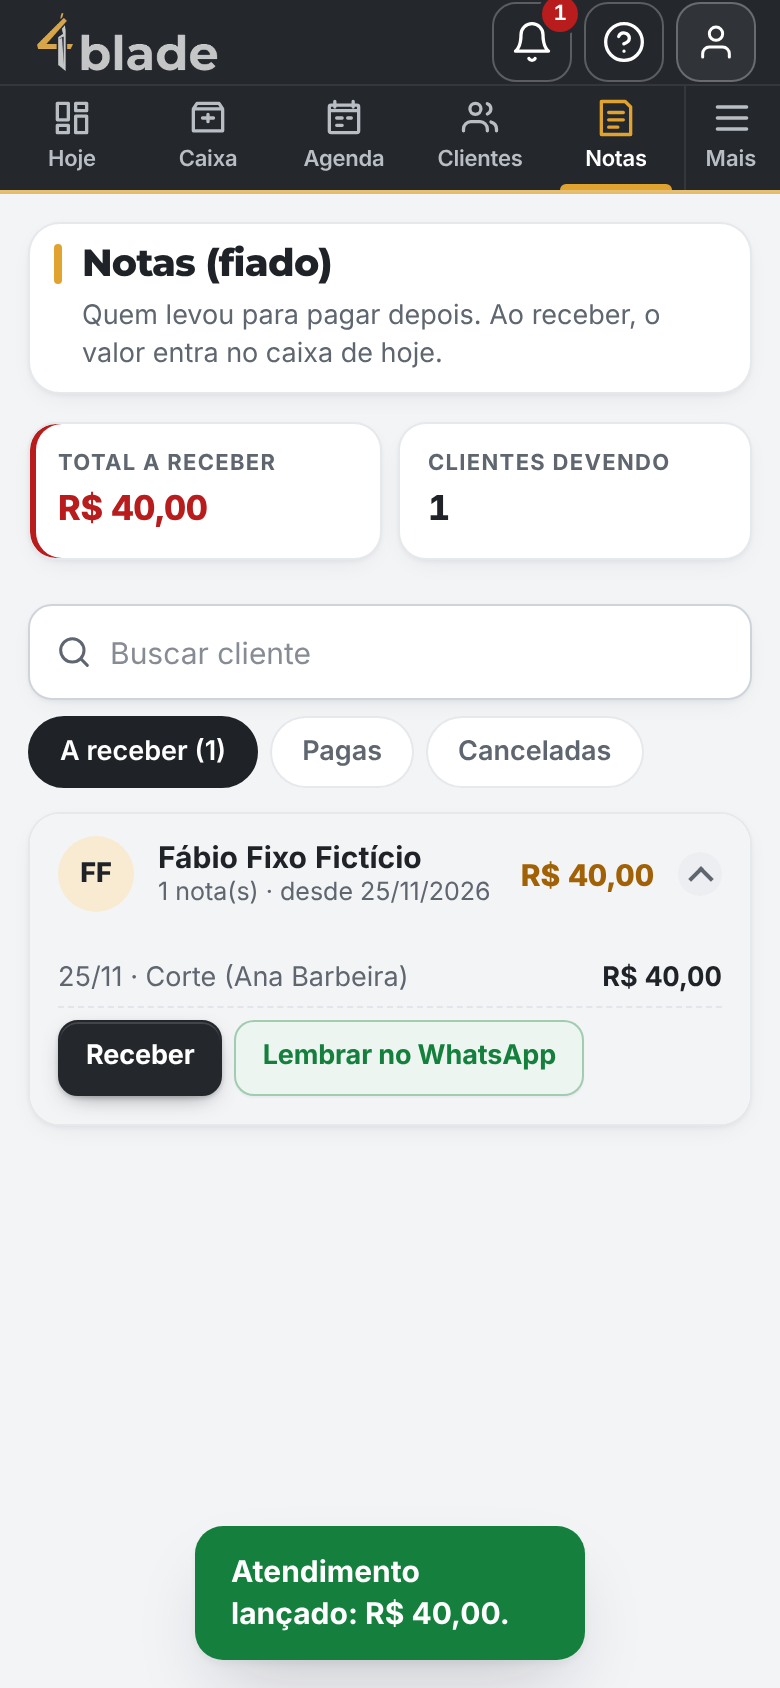 4blade
1
Hoje
Caixa
Agenda
Clientes
Notas
Mais
Notas (fiado)
Quem levou para pagar depois. Ao receber, o
valor entra no caixa de hoje.
TOTAL A RECEBER
R$ 40,00
CLIENTES DEVENDO
1
Buscar cliente
A receber (1)
Pagas
Canceladas
FF
Fábio Fixo Fictício
1 nota(s) · desde 25/11/2026
R$ 40,00
25/11 · Corte (Ana Barbeira)
R$ 40,00
Receber
Lembrar no WhatsApp
Atendimento
lançado: R$ 40,00.